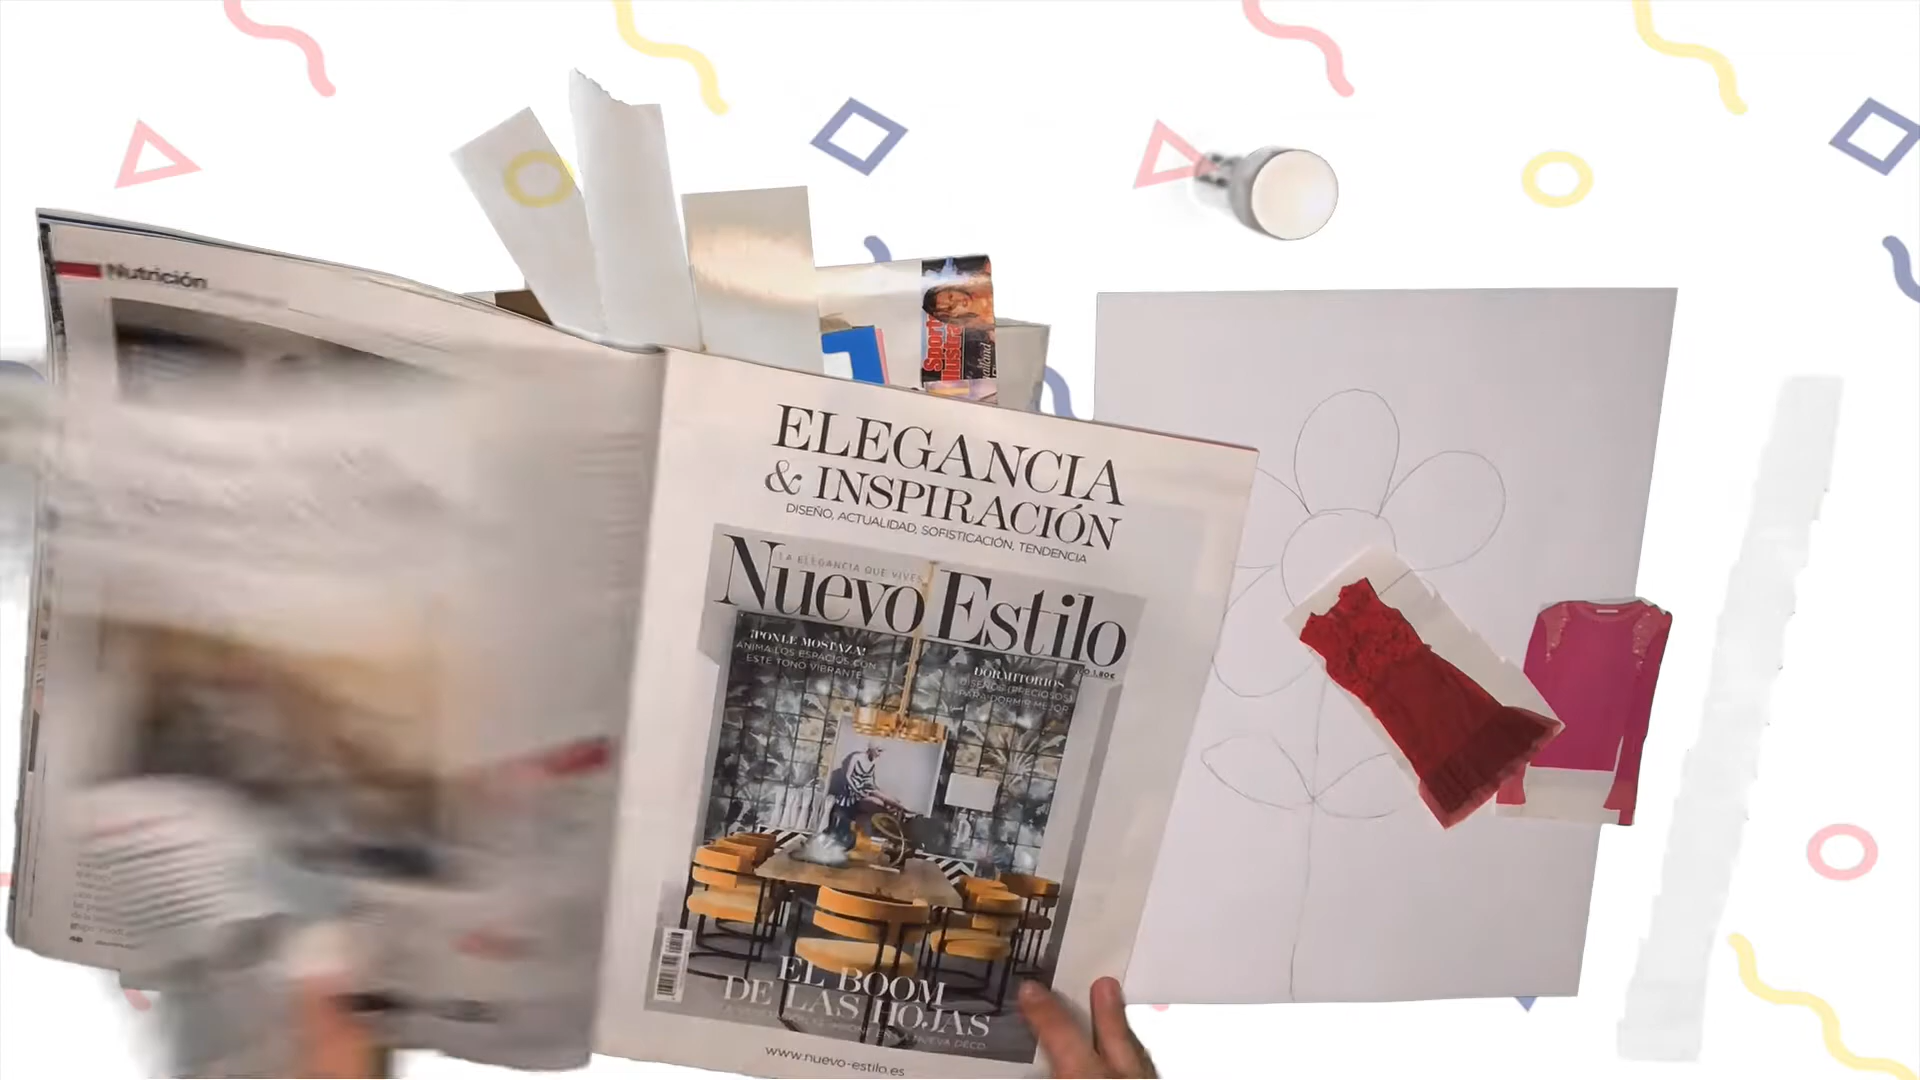 Nutrición
Sports
ELEGANCIA
& INSPIRACIÓN
DISEÑO, ACTUALIDAD, SOFISTICACIÓN, TENDENCIA
LA ELEGANCIA QUE VIVES
Nuevo Estilo
¡PONLE MOSTAZA!
ANIMA LOS ESPACIOS CON
ESTE TONO VIBRANTE
DORMITORIOS
DISEÑOS (PRECIOSOS)
PARA DORMIR MEJOR
EL BOOM
DE LAS HOJAS
www.nuevo-estilo.es